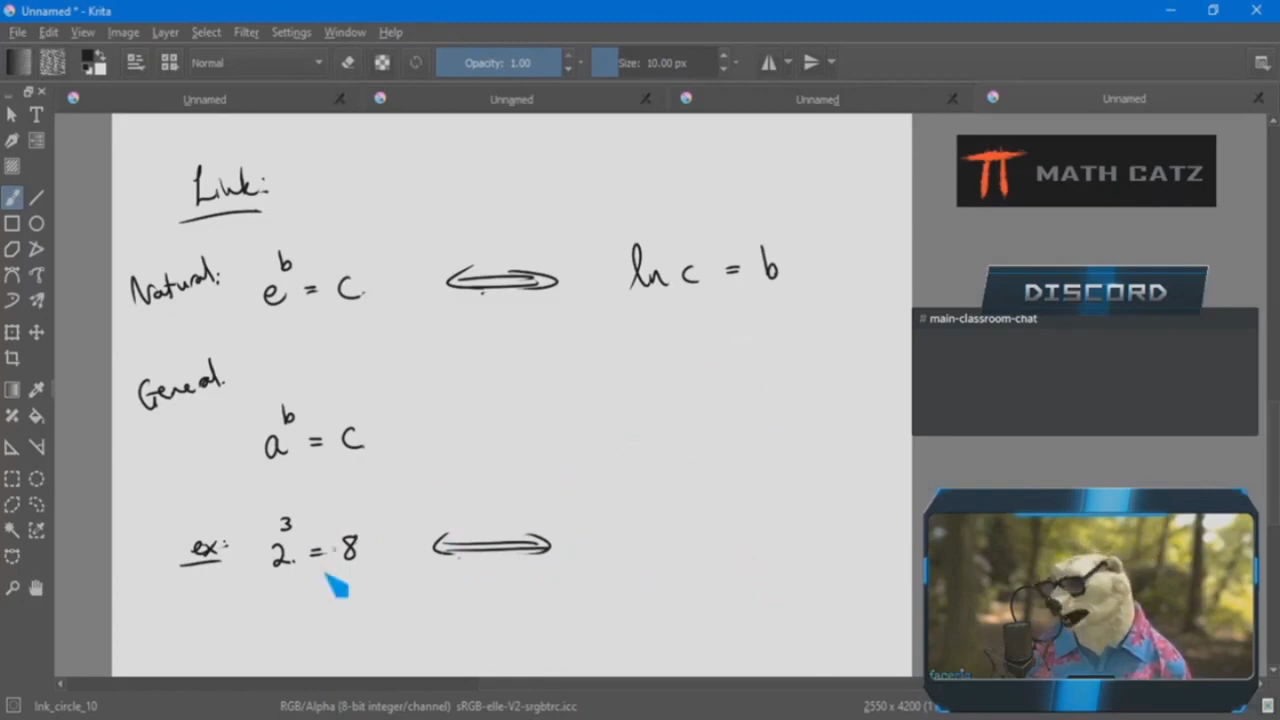 Unnamed * - Krita
File Edit View Image Layer Select Filter Settings Window Help
Normal Opacity: 1.00 Size: 10.00 px
Unnamed Unnamed Unnamed Unnamed
MATH CATZ
Link:
Natural: e^b = c ⟺ ln c = b
DISCORD
# main-classroom-chat
General.
a^b = c
ex: 2^3 = 8 ⟺
facerig
Ink_circle_10 RGB/Alpha (8-bit integer/channel) sRGB-elle-V2-srgbtrc.icc 2550 x 4200 (1